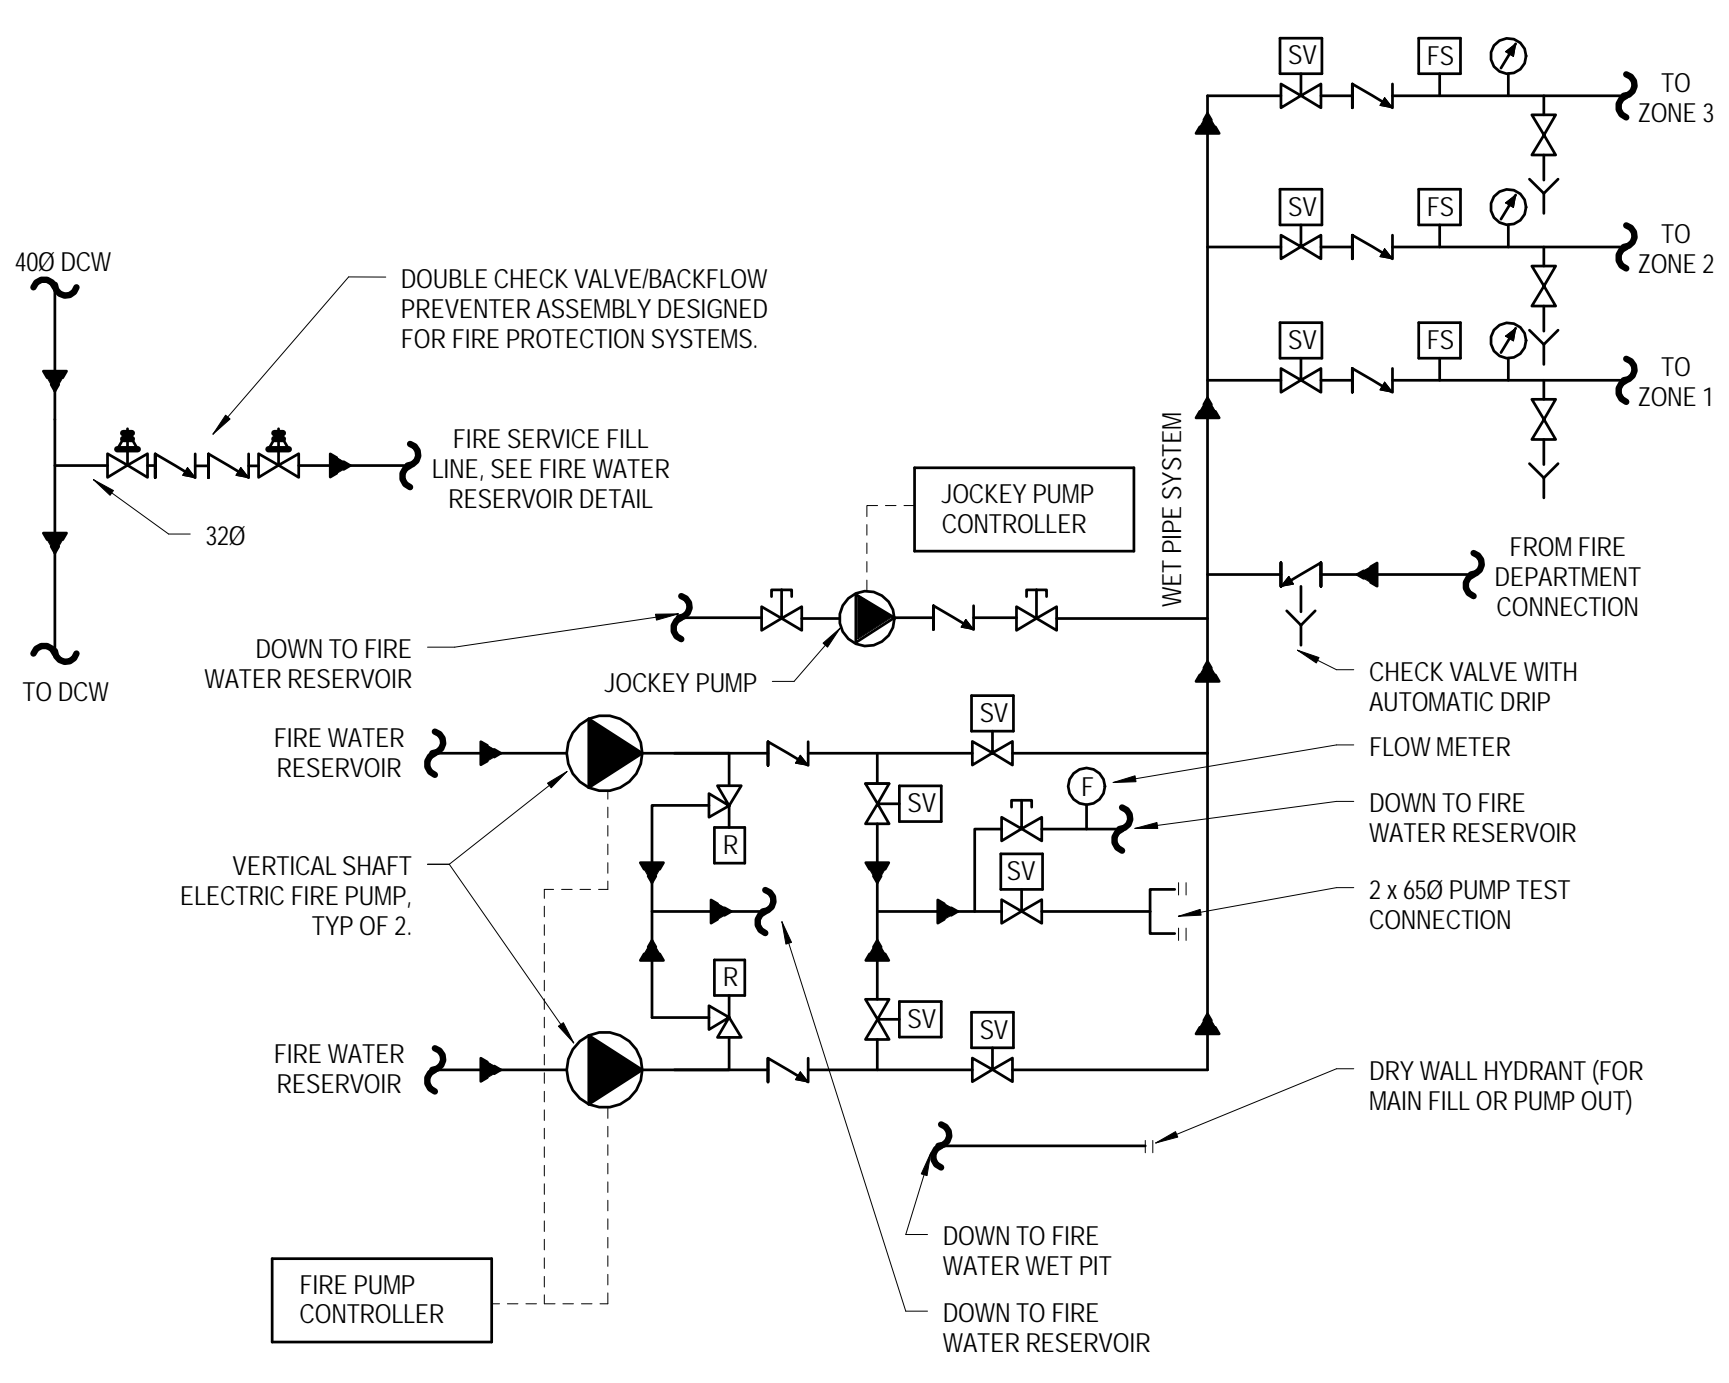 SV
FS
TO
ZONE 3
SV
FS
TO
ZONE 2
40Ø DCW
DOUBLE CHECK VALVE/BACKFLOW
PREVENTER ASSEMBLY DESIGNED
FOR FIRE PROTECTION SYSTEMS.
SV
FS
TO
ZONE 1
FIRE SERVICE FILL
LINE, SEE FIRE WATER
RESERVOIR DETAIL
32Ø
TO DCW
JOCKEY PUMP
CONTROLLER
WET PIPE SYSTEM
FROM FIRE
DEPARTMENT
CONNECTION
DOWN TO FIRE
WATER RESERVOIR
JOCKEY PUMP
CHECK VALVE WITH
AUTOMATIC DRIP
FIRE WATER
RESERVOIR
SV
FLOW METER
F
SV
DOWN TO FIRE
WATER RESERVOIR
R
VERTICAL SHAFT
ELECTRIC FIRE PUMP,
TYP OF 2.
SV
2 x 65Ø PUMP TEST
CONNECTION
R
SV
SV
FIRE WATER
RESERVOIR
DRY WALL HYDRANT (FOR
MAIN FILL OR PUMP OUT)
DOWN TO FIRE
WATER WET PIT
FIRE PUMP
CONTROLLER
DOWN TO FIRE
WATER RESERVOIR